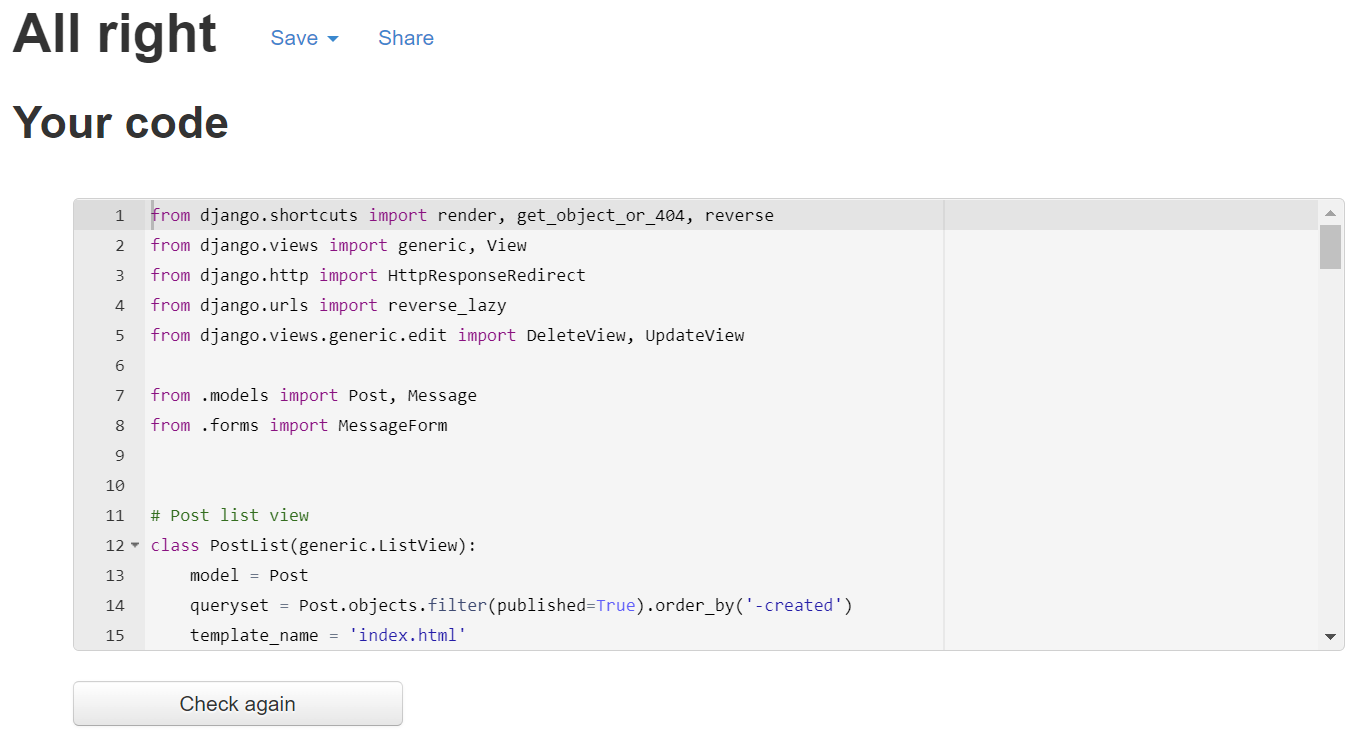 All right Save Share
Your code
1 from django.shortcuts import render, get_object_or_404, reverse
2 from django.views import generic, View
3 from django.http import HttpResponseRedirect
4 from django.urls import reverse_lazy
5 from django.views.generic.edit import DeleteView, UpdateView
6
7 from .models import Post, Message
8 from .forms import MessageForm
9
10
11 # Post list view
12 class PostList(generic.ListView):
13     model = Post
14     queryset = Post.objects.filter(published=True).order_by('-created')
15     template_name = 'index.html'
Check again